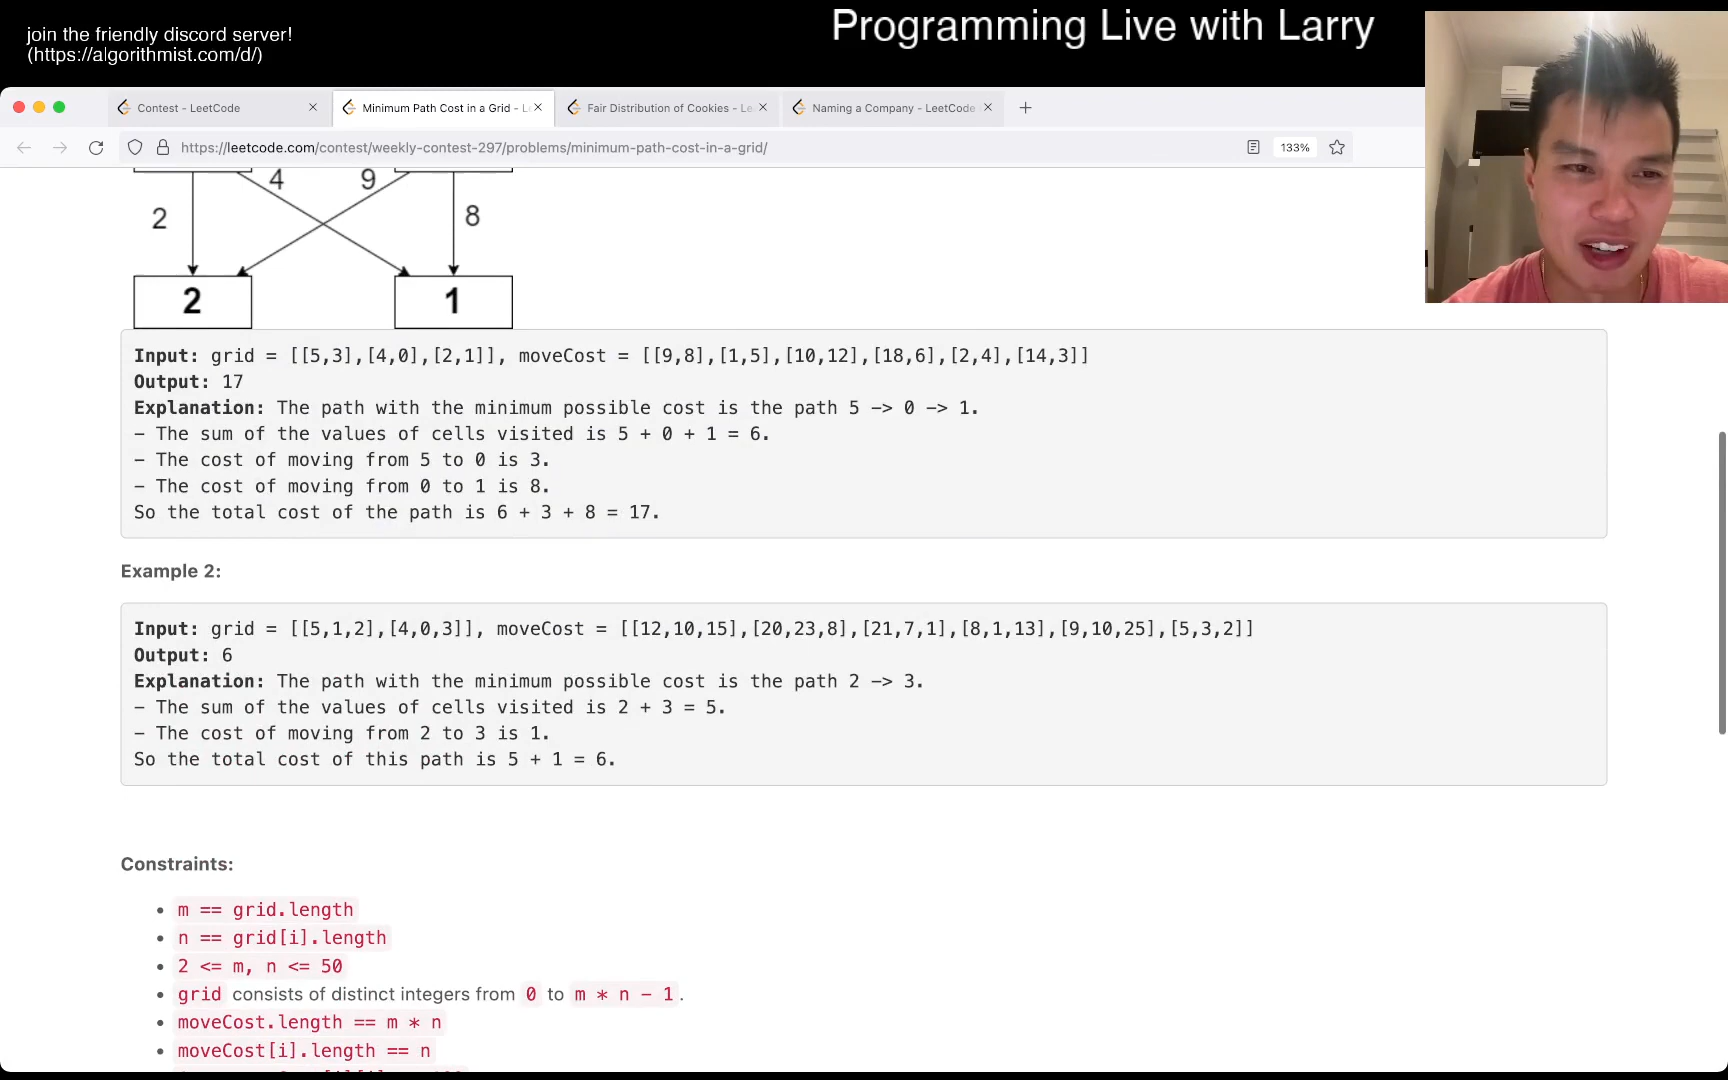 join the friendly discord server!
(https://algorithmist.com/d/)
Programming Live with Larry
Contest - LeetCode
Minimum Path Cost in a Grid - L
Fair Distribution of Cookies - Le
Naming a Company - LeetCode
https://leetcode.com/contest/weekly-contest-297/problems/minimum-path-cost-in-a-grid/
133%
4 9
2 8
2 1
Input: grid = [[5,3],[4,0],[2,1]], moveCost = [[9,8],[1,5],[10,12],[18,6],[2,4],[14,3]]
Output: 17
Explanation: The path with the minimum possible cost is the path 5 -> 0 -> 1.
- The sum of the values of cells visited is 5 + 0 + 1 = 6.
- The cost of moving from 5 to 0 is 3.
- The cost of moving from 0 to 1 is 8.
So the total cost of the path is 6 + 3 + 8 = 17.
Example 2:
Input: grid = [[5,1,2],[4,0,3]], moveCost = [[12,10,15],[20,23,8],[21,7,1],[8,1,13],[9,10,25],[5,3,2]]
Output: 6
Explanation: The path with the minimum possible cost is the path 2 -> 3.
- The sum of the values of cells visited is 2 + 3 = 5.
- The cost of moving from 2 to 3 is 1.
So the total cost of this path is 5 + 1 = 6.
Constraints:
• m == grid.length
• n == grid[i].length
• 2 <= m, n <= 50
• grid consists of distinct integers from 0 to m * n - 1.
• moveCost.length == m * n
• moveCost[i].length == n